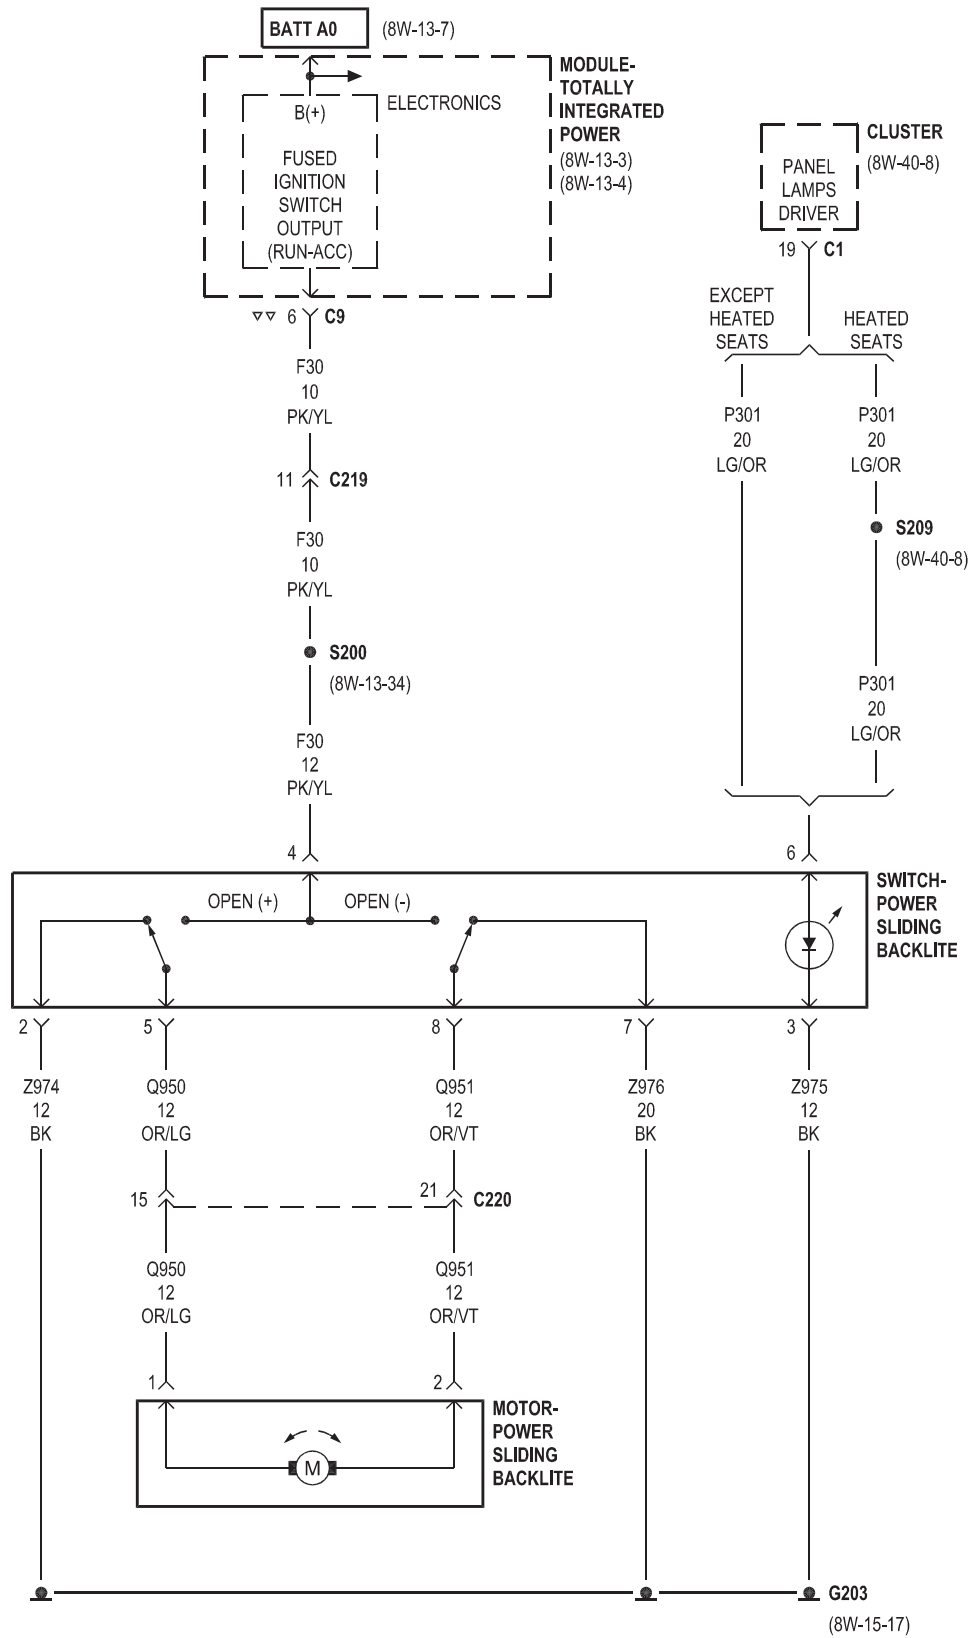 BATT A0
(8W-13-7)
MODULE-
TOTALLY
INTEGRATED
POWER
(8W-13-3)
(8W-13-4)
ELECTRONICS
B(+)
FUSED
IGNITION
SWITCH
OUTPUT
(RUN-ACC)
CLUSTER
(8W-40-8)
PANEL
LAMPS
DRIVER
19 C1
6 C9
EXCEPT
HEATED
SEATS
HEATED
SEATS
F30
10
PK/YL
P301
20
LG/OR
P301
20
LG/OR
11 C219
S209
(8W-40-8)
F30
10
PK/YL
S200
(8W-13-34)
P301
20
LG/OR
F30
12
PK/YL
4
6
SWITCH-
POWER
SLIDING
BACKLITE
OPEN (+)
OPEN (-)
2
5
8
7
3
Z974
12
BK
Q950
12
OR/LG
Q951
12
OR/VT
Z976
20
BK
Z975
12
BK
15
21
C220
Q950
12
OR/LG
Q951
12
OR/VT
1
2
MOTOR-
POWER
SLIDING
BACKLITE
M
G203
(8W-15-17)